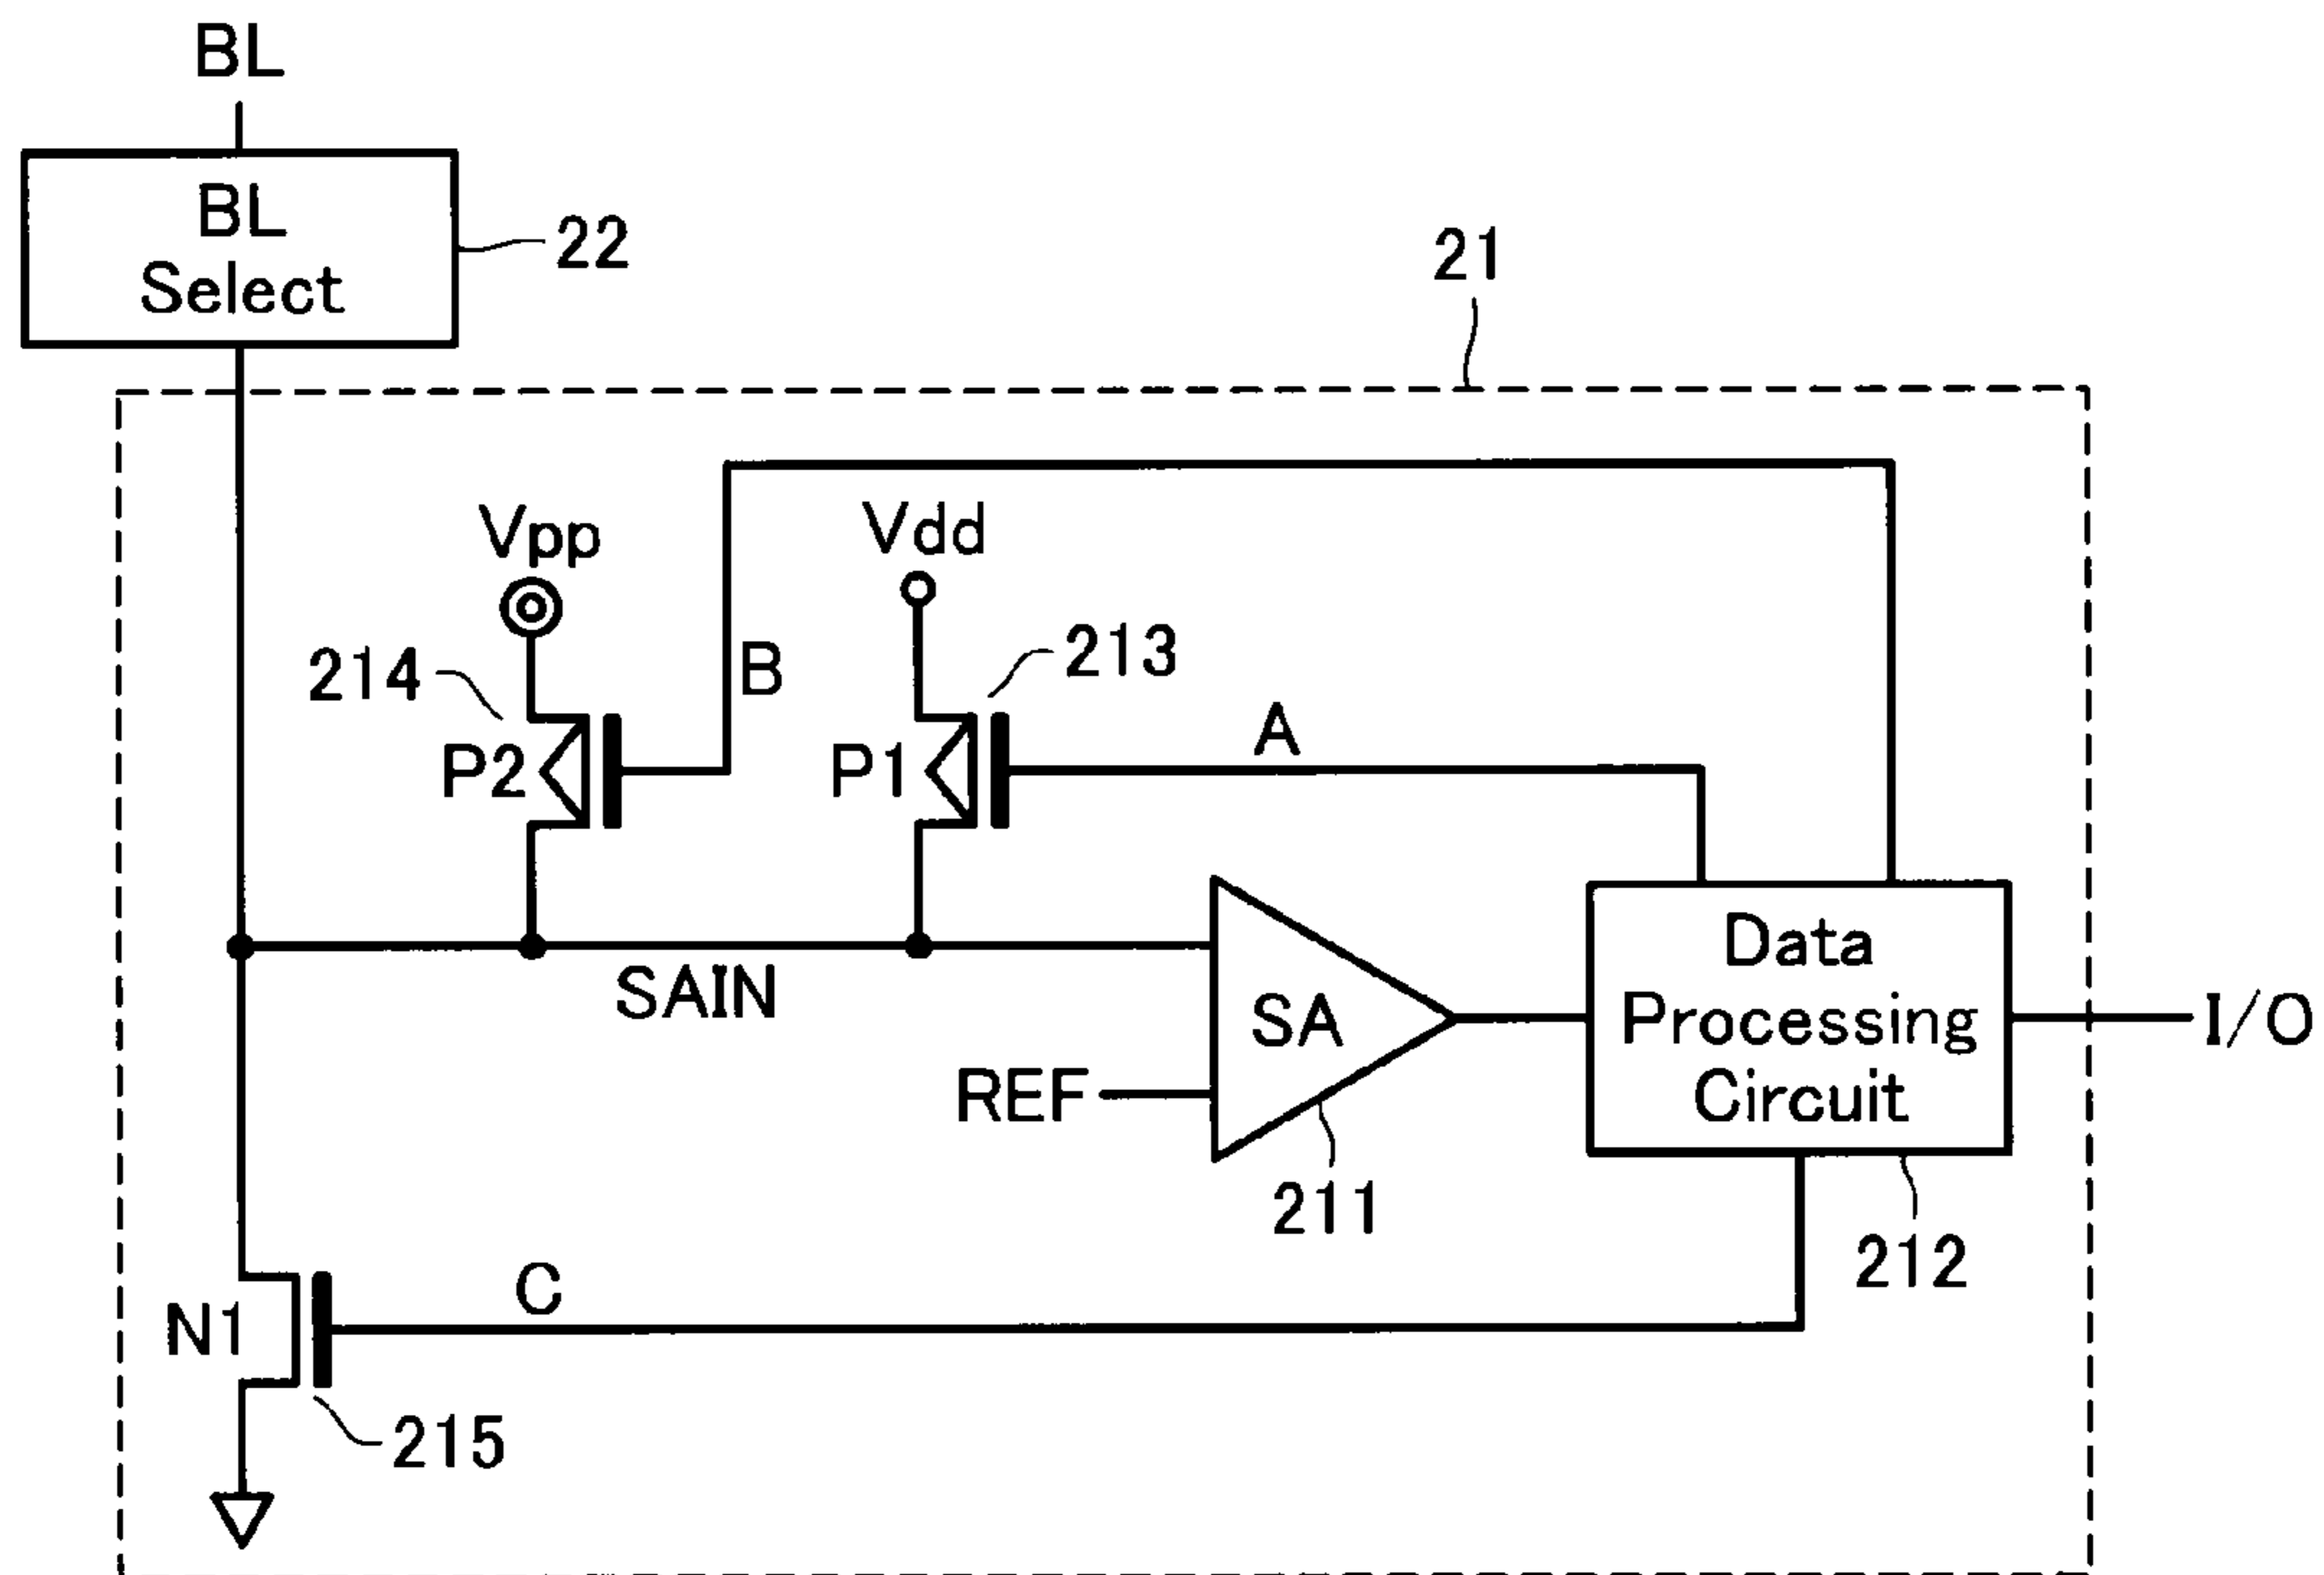 BL
BL
Select
22
21
Vpp
Vdd
214
B
213
P2
P1
A
SAIN
SA
REF
Data
Processing
Circuit
I/O
211
212
N1
C
215